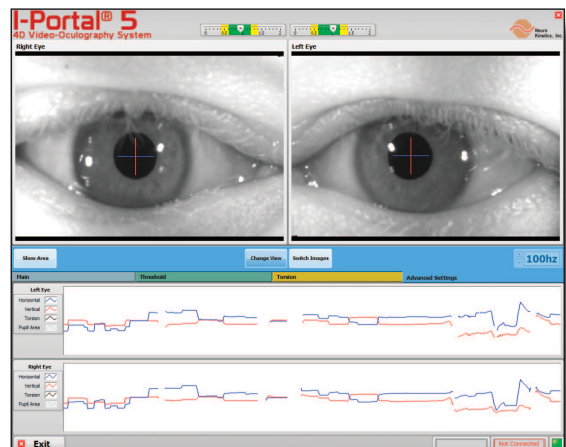 I-Portal® 5
4D Video-Oculography System
Neuro
Kinetics, Inc.
Right Eye
Left Eye
Show Area
Change View
Switch Images
100hz
Main
Threshold
Torsion
Advanced Settings
Left Eye
Horizontal
Vertical
Torsion
Pupil Area
Right Eye
Horizontal
Vertical
Torsion
Pupil Area
Exit
Not Connected